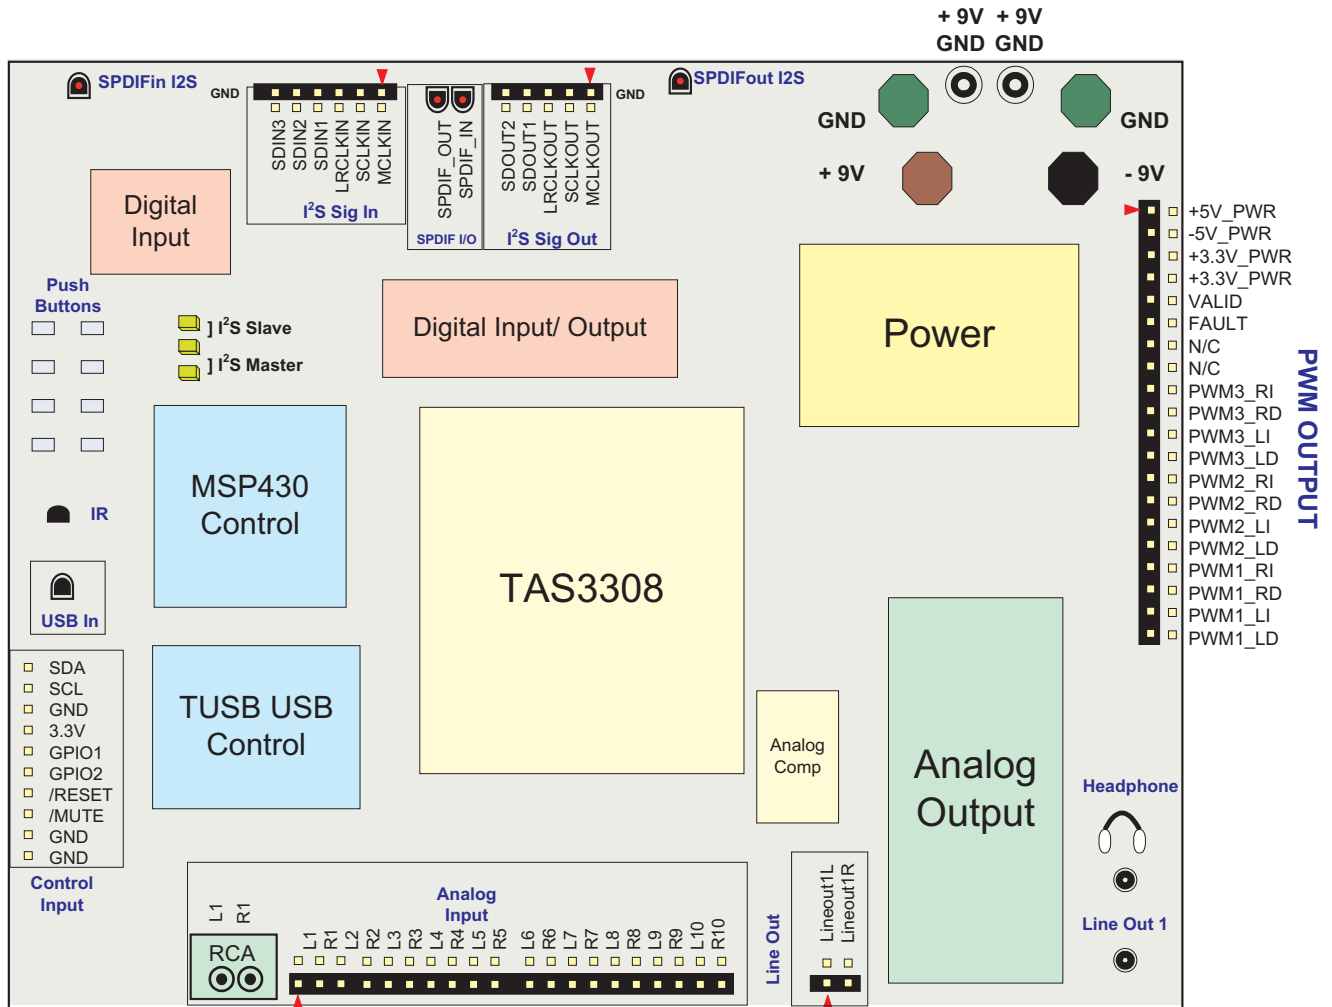 + 9V + 9V
GND GND
SPDIFin I2S
GND
SDIN3
SDIN2
SDIN1
LRCLKIN
SCLKIN
MCLKIN
I²S Sig In
SPDIF_OUT
SPDIF_IN
SPDIF I/O
SDOUT2
SDOUT1
LRCLKOUT
SCLKOUT
MCLKOUT
I²S Sig Out
GND
SPDIFout I2S
GND
GND
+ 9V
- 9V
Digital
Input
Push
Buttons
] I²S Slave
] I²S Master
Digital Input/ Output
Power
+5V_PWR
-5V_PWR
+3.3V_PWR
+3.3V_PWR
VALID
FAULT
N/C
N/C
PWM3_RI
PWM3_RD
PWM3_LI
PWM3_LD
PWM2_RI
PWM2_RD
PWM2_LI
PWM2_LD
PWM1_RI
PWM1_RD
PWM1_LI
PWM1_LD
PWM OUTPUT
MSP430
Control
IR
USB In
TAS3308
SDA
SCL
GND
3.3V
GPIO1
GPIO2
/RESET
/MUTE
GND
GND
Control
Input
TUSB USB
Control
Analog
Comp
Analog
Output
Headphone
Line Out 1
L1
R1
RCA
Analog
Input
L1
R1
L2
R2
L3
R3
L4
R4
L5
R5
L6
R6
L7
R7
L8
R8
L9
R9
L10
R10
Line Out
Lineout1L
Lineout1R